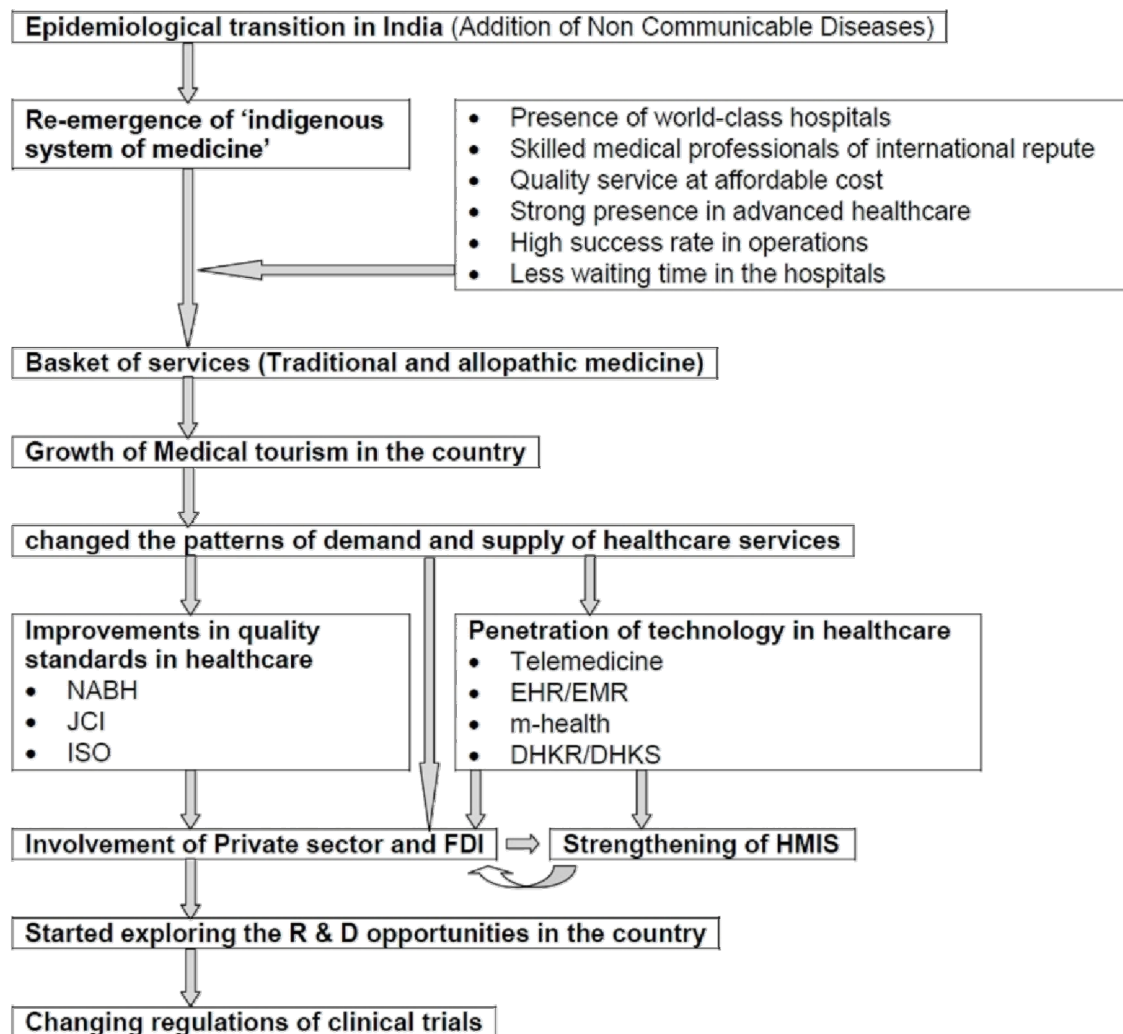 Epidemiological transition in India (Addition of Non Communicable Diseases)
Re-emergence of ‘indigenous
system of medicine’
• Presence of world-class hospitals
• Skilled medical professionals of international repute
• Quality service at affordable cost
• Strong presence in advanced healthcare
• High success rate in operations
• Less waiting time in the hospitals
Basket of services (Traditional and allopathic medicine)
Growth of Medical tourism in the country
changed the patterns of demand and supply of healthcare services
Improvements in quality
standards in healthcare
• NABH
• JCI
• ISO
Penetration of technology in healthcare
• Telemedicine
• EHR/EMR
• m-health
• DHKR/DHKS
Involvement of Private sector and FDI
Strengthening of HMIS
Started exploring the R & D opportunities in the country
Changing regulations of clinical trials